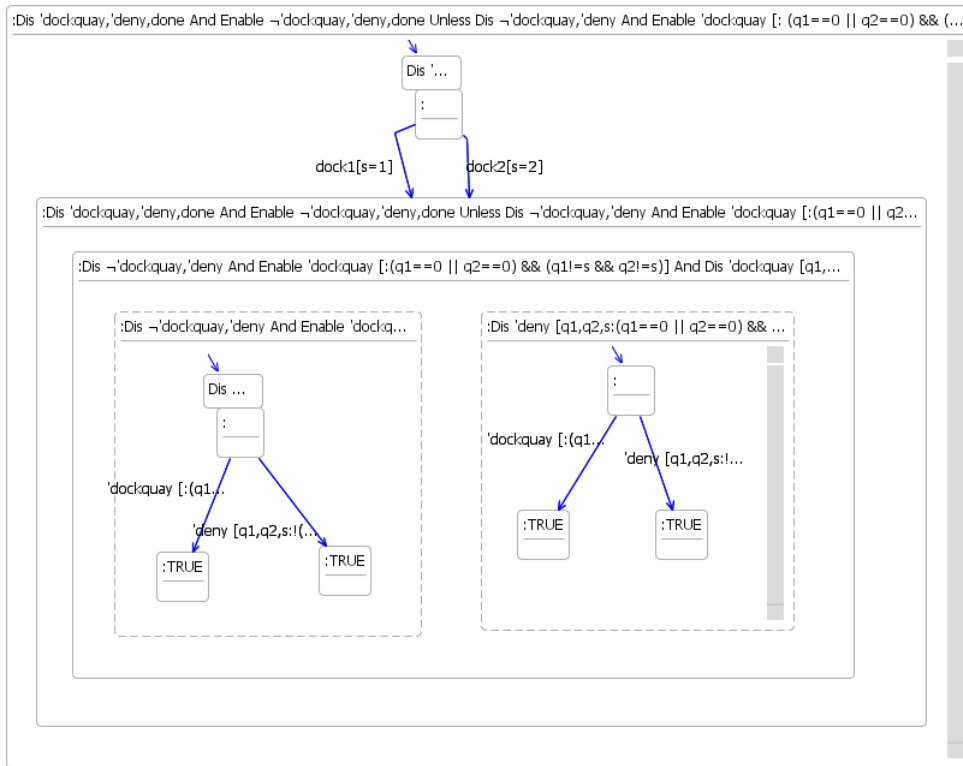 :Dis 'dockquay,'deny,done And Enable ¬'dockquay,'deny,done Unless Dis ¬'dockquay,'deny And Enable 'dockquay [: (q1==0 || q2==0) && (...
Dis '...
:
dock1[s=1]
dock2[s=2]
:Dis 'dockquay,'deny,done And Enable ¬'dockquay,'deny,done Unless Dis ¬'dockquay,'deny And Enable 'dockquay [:(q1==0 || q2...
:Dis ¬'dockquay,'deny And Enable 'dockquay [:(q1==0 || q2==0) && (q1!=s && q2!=s)] And Dis 'dockquay [q1,...
:Dis ¬'dockquay,'deny And Enable 'dockq...
Dis ...
:
'dockquay [:(q1...
'deny [q1,q2,s:!(...
:TRUE
:TRUE
:Dis 'deny [q1,q2,s:(q1==0 || q2==0) && ...
:
'dockquay [:(q1...
'deny [q1,q2,s:!...
:TRUE
:TRUE